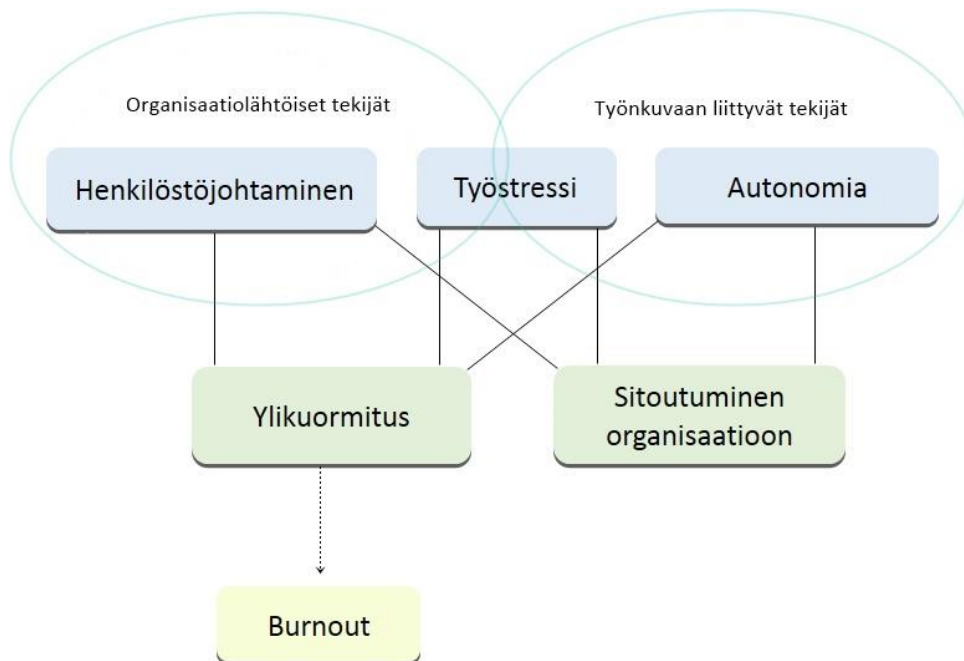 Organisaatiolähtöiset tekijät
Työnkuvaan liittyvät tekijät
Henkilöstöjohtaminen
Työstressi
Autonomia
Ylikuormitus
Sitoutuminen
organisaatioon
Burnout